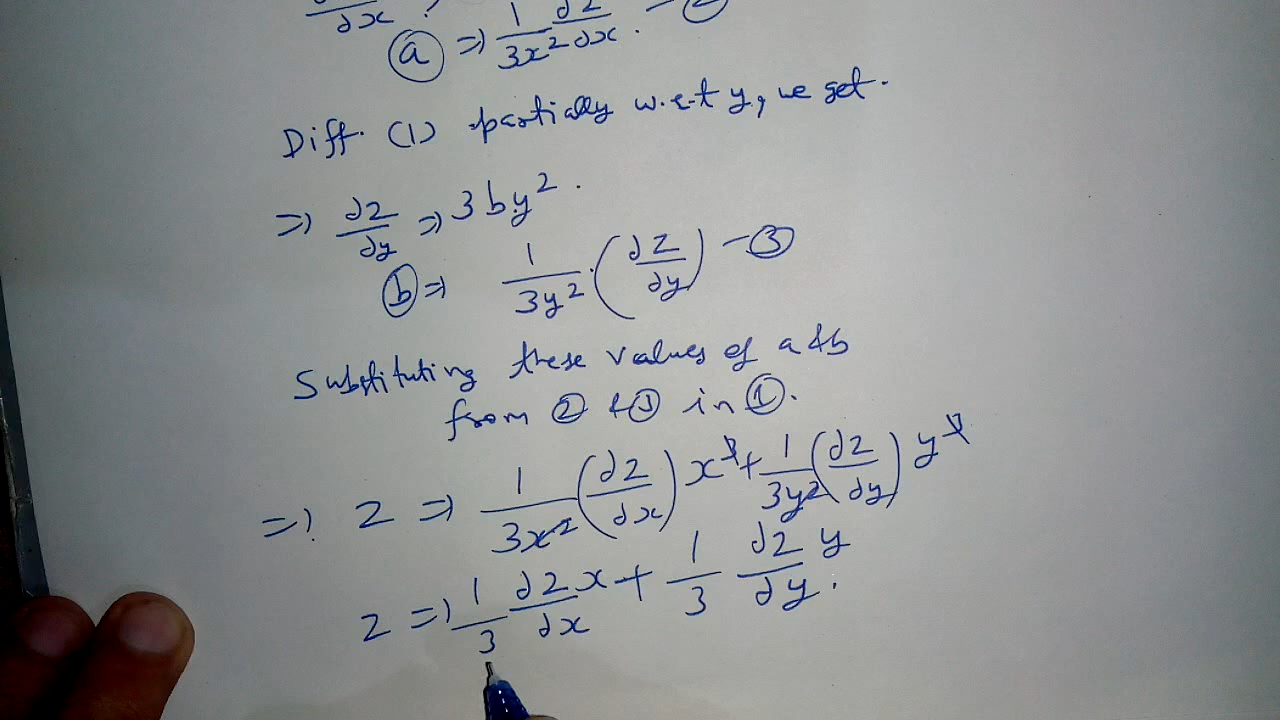 ∂x
ⓐ ⇒ 1/3x² ∂z/∂x. – ②
Diff. (1) partially w.r.t y, we get.
⇒ ∂z/∂y ⇒ 3by².
ⓑ ⇒ 1/3y² · (∂z/∂y) – ③
Substituting these values of a & b
from ② & ③ in ①.
⇒ z ⇒ 1/3x² (∂z/∂x) x³ + 1/3y² (∂z/∂y) y³
z ⇒ 1/3 ∂z/∂x x + 1/3 ∂z/∂y y.